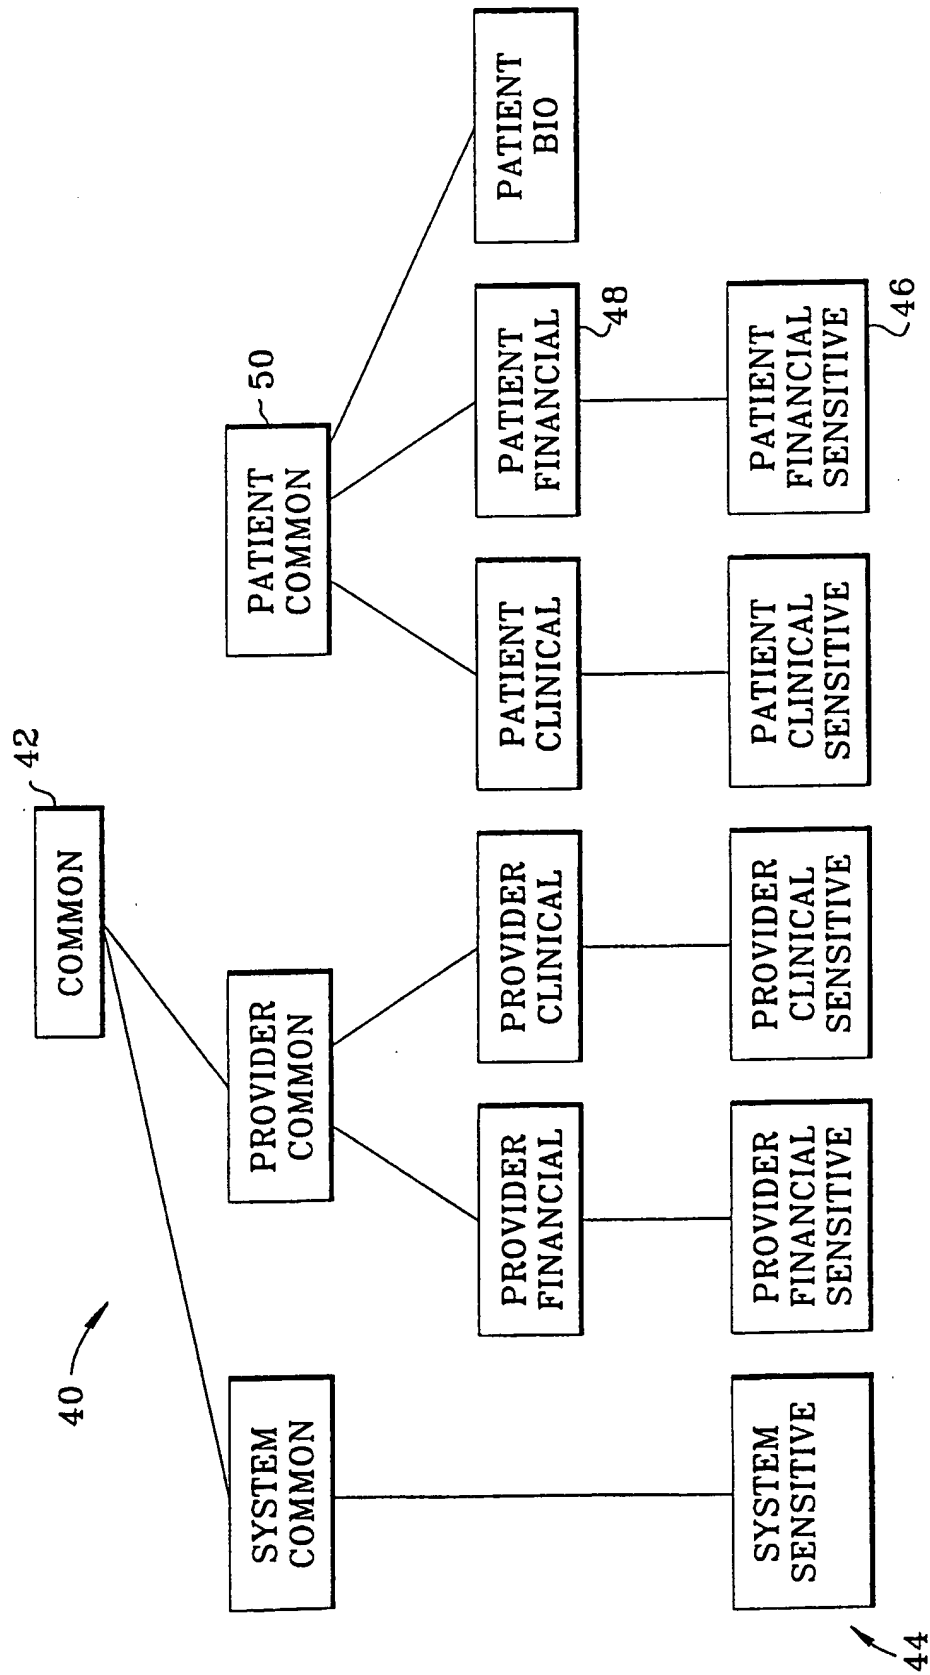 40
COMMON
42
SYSTEM
COMMON
PROVIDER
COMMON
PATIENT
COMMON
50
PROVIDER
FINANCIAL
PROVIDER
CLINICAL
PATIENT
CLINICAL
PATIENT
FINANCIAL
48
PATIENT
BIO
SYSTEM
SENSITIVE
PROVIDER
FINANCIAL
SENSITIVE
PROVIDER
CLINICAL
SENSITIVE
PATIENT
CLINICAL
SENSITIVE
PATIENT
FINANCIAL
SENSITIVE
46
44